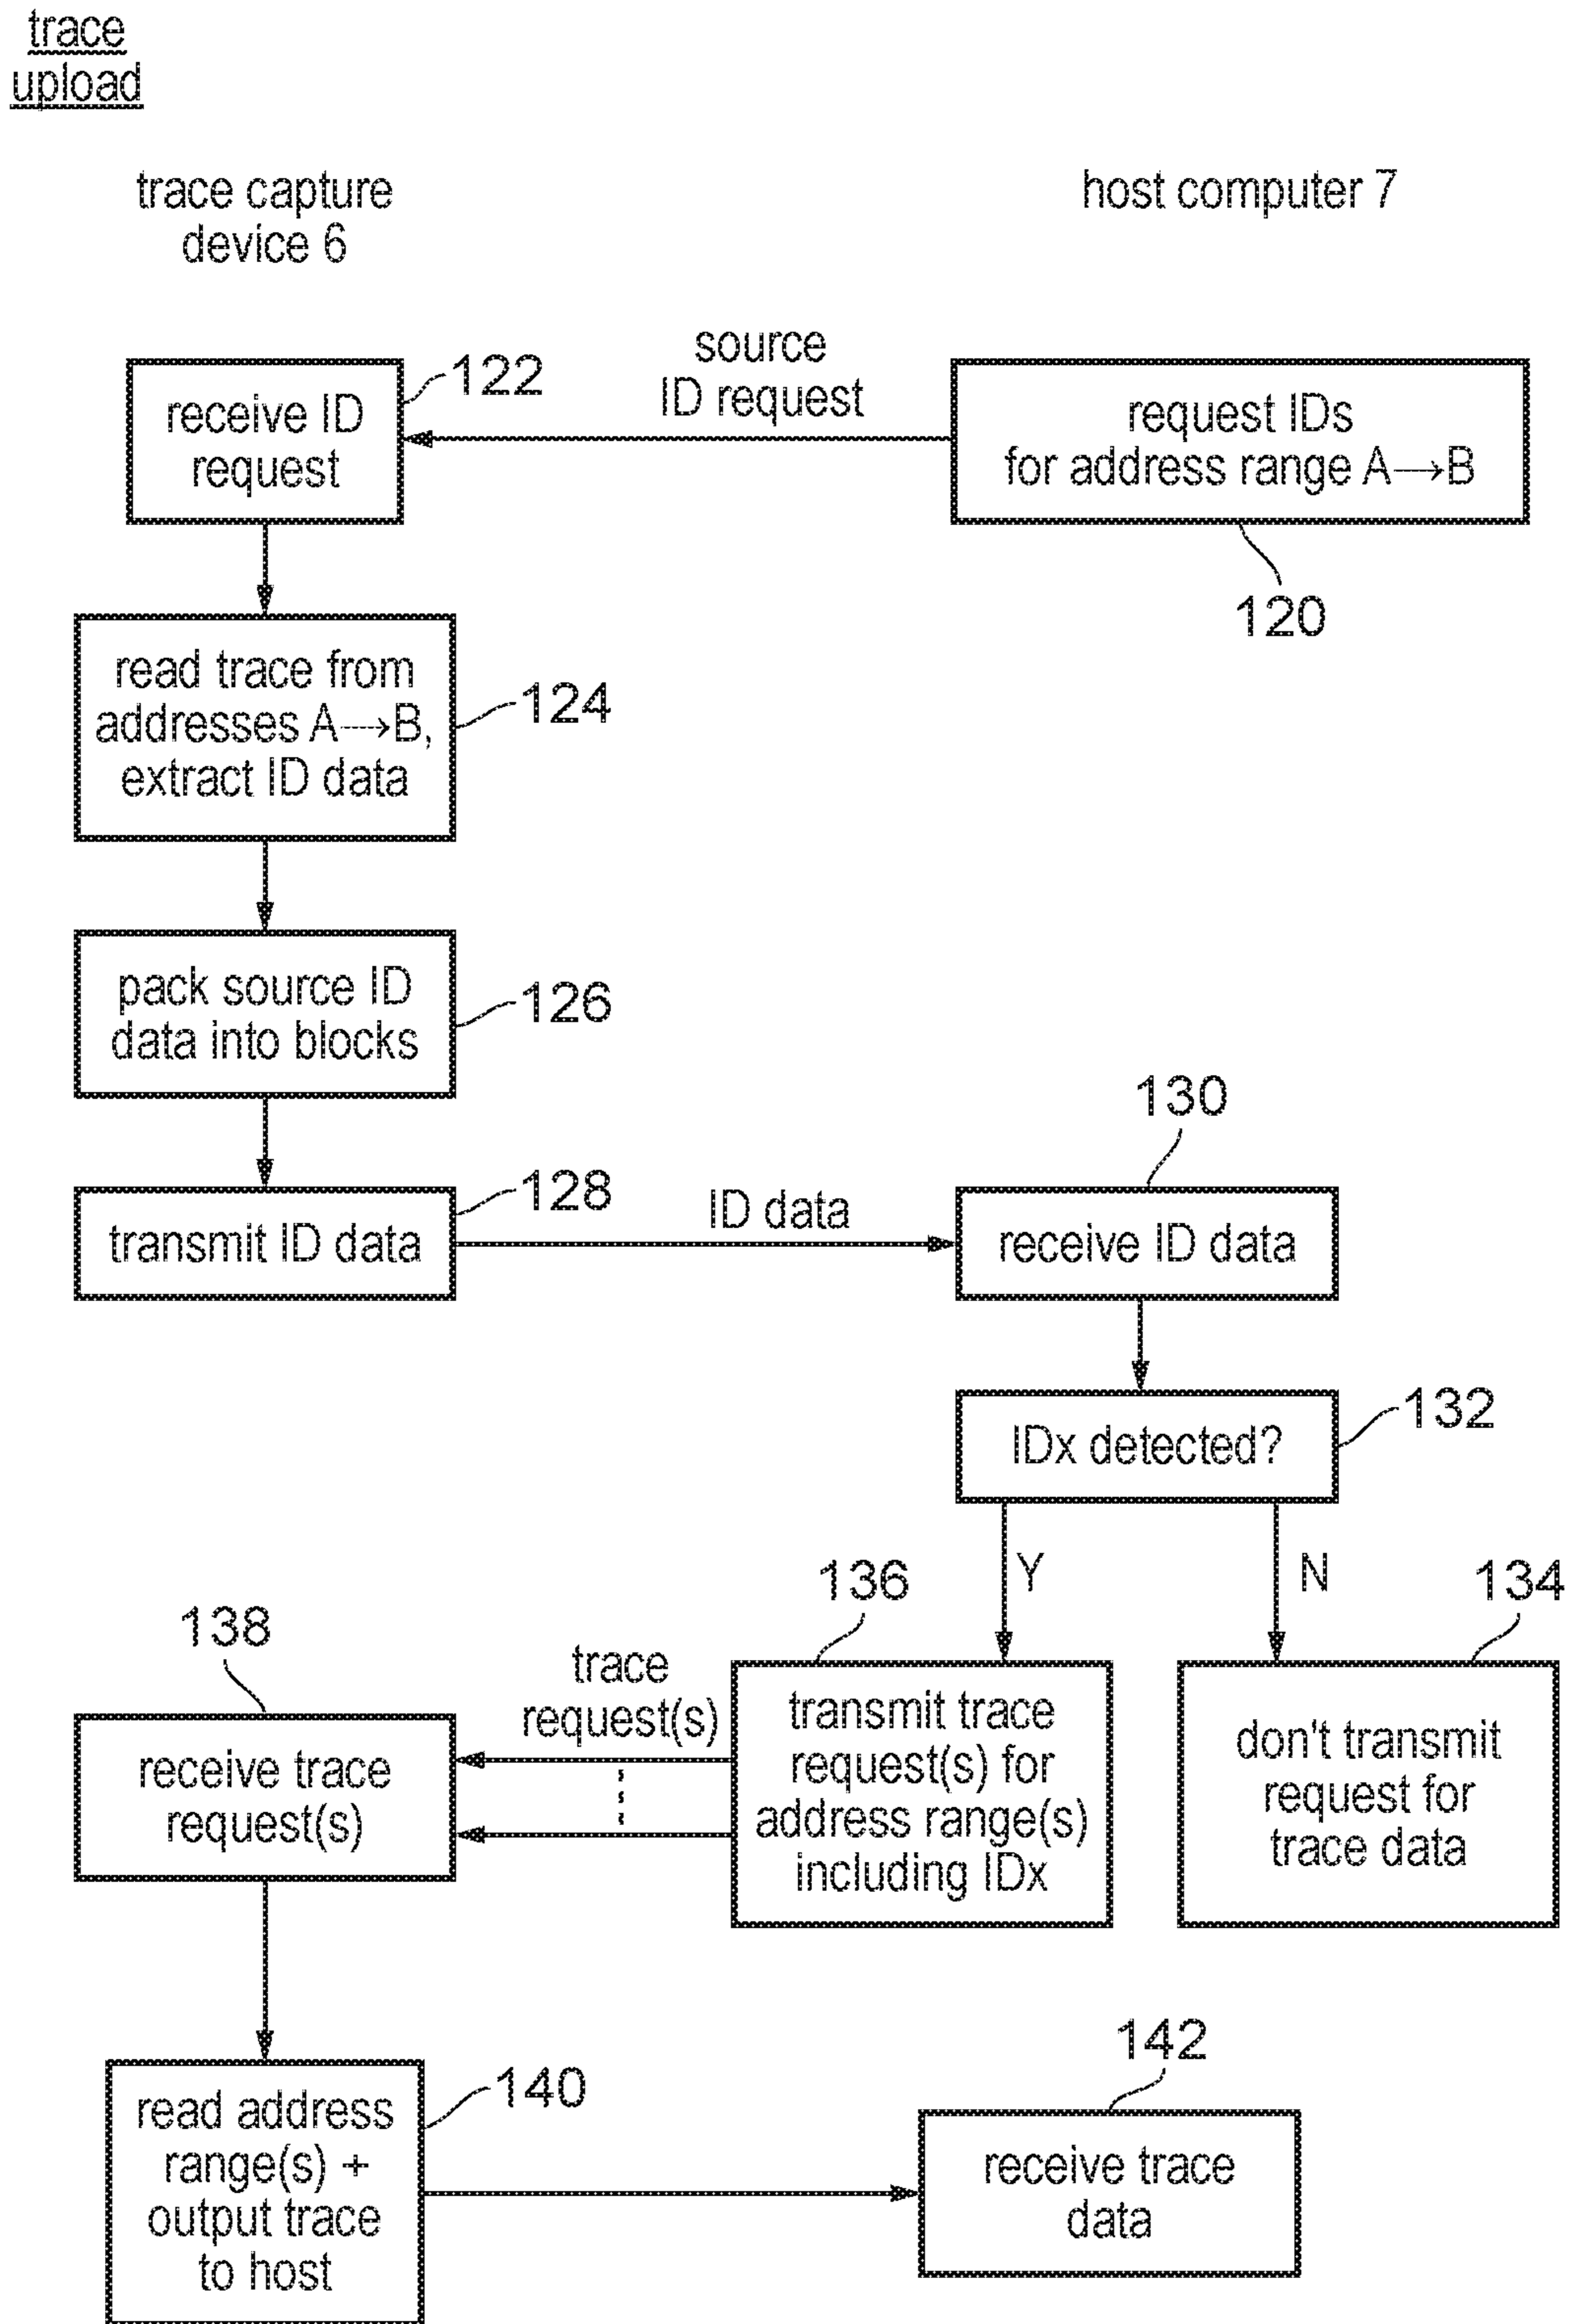 trace
upload
trace capture
device 6
host computer 7
source
ID request
122
receive ID
request
request IDs
for address range A→B
120
read trace from
addresses A→B,
extract ID data
124
pack source ID
data into blocks
126
130
transmit ID data
128
ID data
receive ID data
IDx detected?
132
Y
N
136
134
138
trace
request(s)
receive trace
request(s)
transmit trace
request(s) for
address range(s)
including IDx
don't transmit
request for
trace data
140
142
read address
range(s) +
output trace
to host
receive trace
data